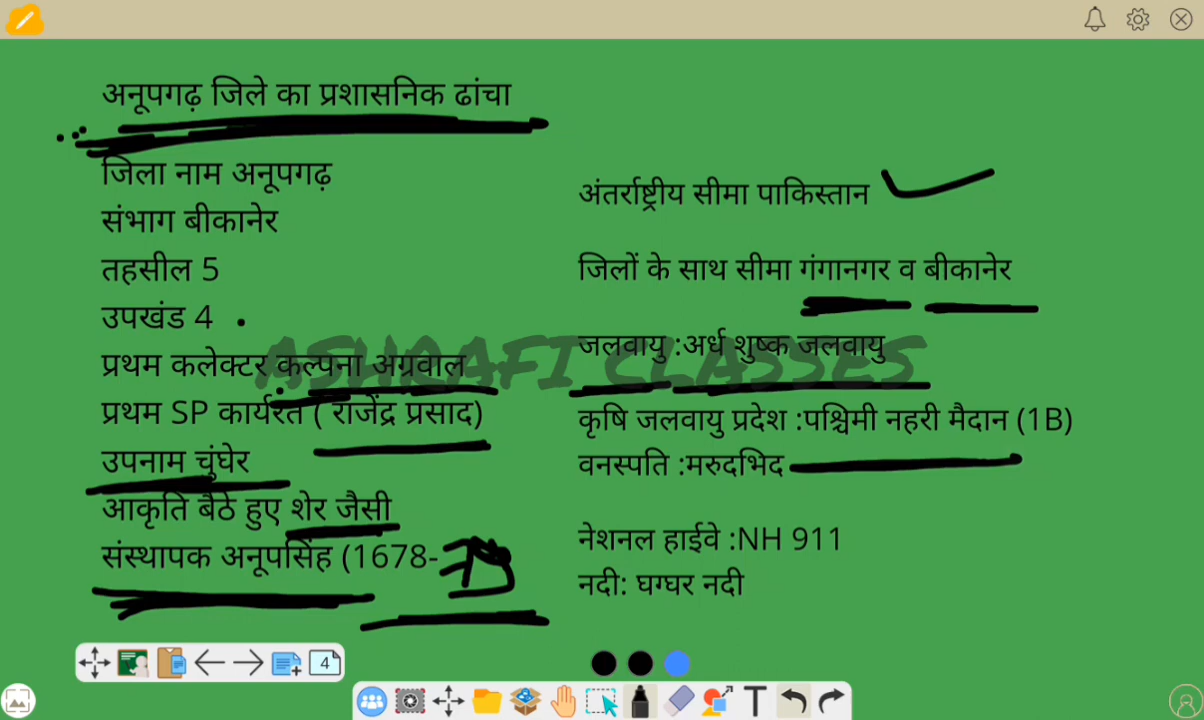 अनूपगढ़ जिले का प्रशासनिक ढांचा
जिला नाम अनूपगढ़
संभाग बीकानेर
तहसील 5
उपखंड 4
प्रथम कलेक्टर कल्पना अग्रवाल
प्रथम SP कार्यरत ( राजेंद्र प्रसाद)
उपनाम चुंघेर
आकृति बैठे हुए शेर जैसी
संस्थापक अनूपसिंह (1678-
अंतर्राष्ट्रीय सीमा पाकिस्तान
जिलों के साथ सीमा गंगानगर व बीकानेर
जलवायु :अर्ध शुष्क जलवायु
कृषि जलवायु प्रदेश :पश्चिमी नहरी मैदान (1B)
वनस्पति :मरुदभिद
नेशनल हाईवे :NH 911
नदी: घग्घर नदी
ASHRAFI CLASSES
4
T